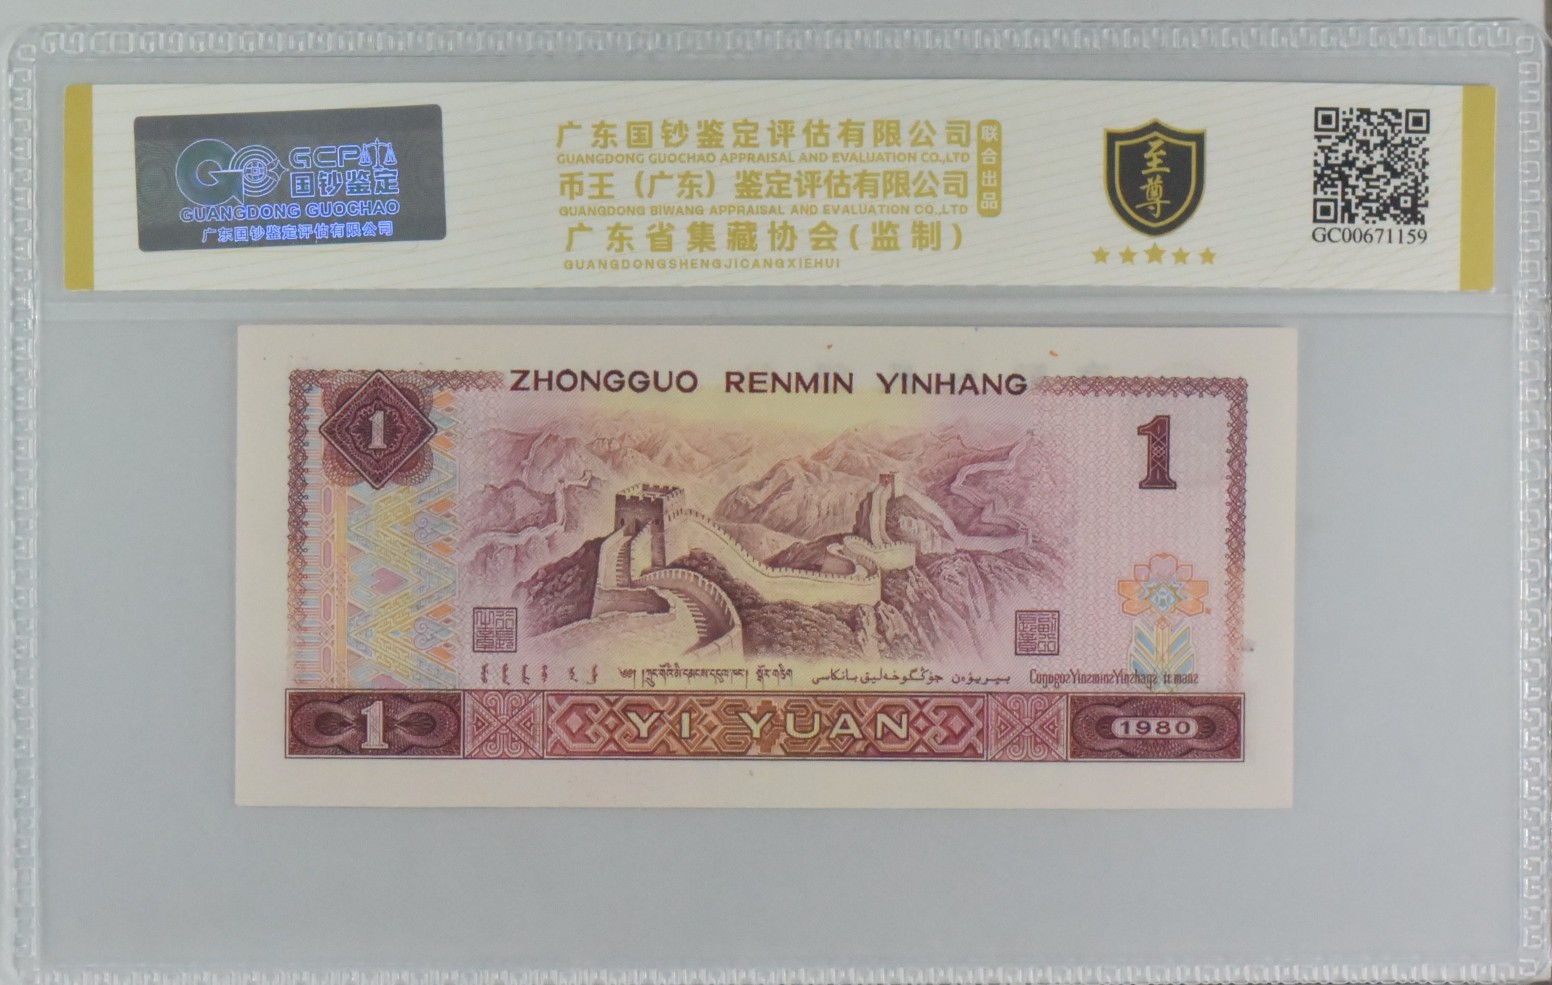 GCP
国钞鉴定
GUANGDONG GUOCHAO
广东国钞鉴定评估有限公司
广东国钞鉴定评估有限公司
GUANGDONG GUOCHAO APPRAISAL AND EVALUATION CO.,LTD
币王（广东）鉴定评估有限公司
GUANGDONG BIWANG APPRAISAL AND EVALUATION CO.,LTD
广东省集藏协会(监制)
GUANGDONGSHENGJICANGXIEHUI
联合出品
至尊
GC00671159
ZHONGGUO RENMIN YINHANG
1
1
1
YI YUAN
1980